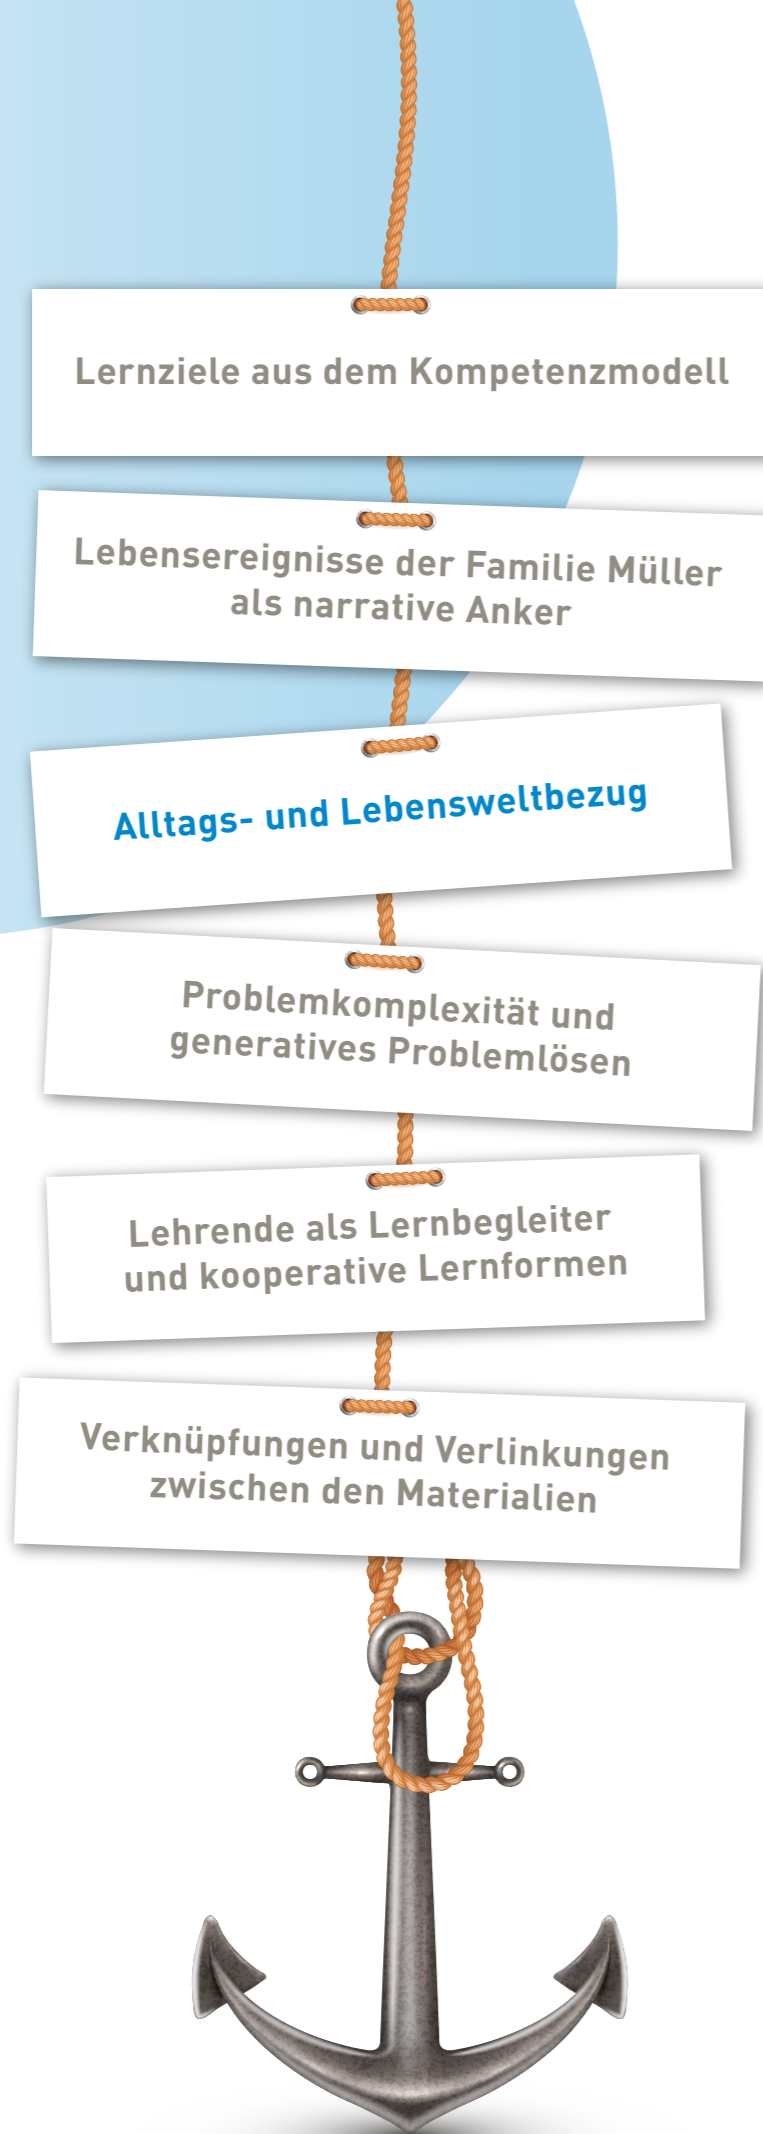 Lernziele aus dem Kompetenzmodell
Lebensereignisse der Familie Müller
als narrative Anker
Alltags- und Lebensweltbezug
Problemkomplexität und
generatives Problemlösen
Lehrende als Lernbegleiter
und kooperative Lernformen
Verknüpfungen und Verlinkungen
zwischen den Materialien